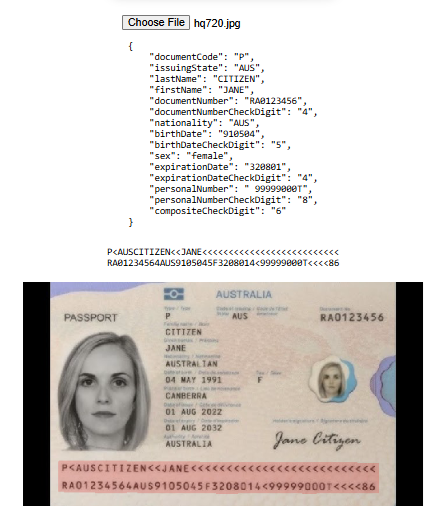 Choose File hq720.jpg
{
"documentCode": "P",
"issuingState": "AUS",
"lastName": "CITIZEN",
"firstName": "JANE",
"documentNumber": "RA0123456",
"documentNumberCheckDigit": "4",
"nationality": "AUS",
"birthDate": "910504",
"birthDateCheckDigit": "5",
"sex": "female",
"expirationDate": "320801",
"expirationDateCheckDigit": "4",
"personalNumber": " 99999000T",
"personalNumberCheckDigit": "8",
"compositeCheckDigit": "6"
}
P<AUSCITIZEN<<JANE<<<<<<<<<<<<<<<<<<<<<<<<<<
RA01234564AUS9105045F3208014<99999000T<<<<86
AUSTRALIA
PASSPORT
P AUS RA0123456
CITIZEN
JANE
AUSTRALIAN
04 MAY 1991 F
CANBERRA
01 AUG 2022
01 AUG 2032
AUSTRALIA
Jane Citizen
P<AUSCITIZEN<<JANE<<<<<<<<<<<<<<<<<<<<<<<<<<
RA01234564AUS9105045F3208014<99999000T<<<<86